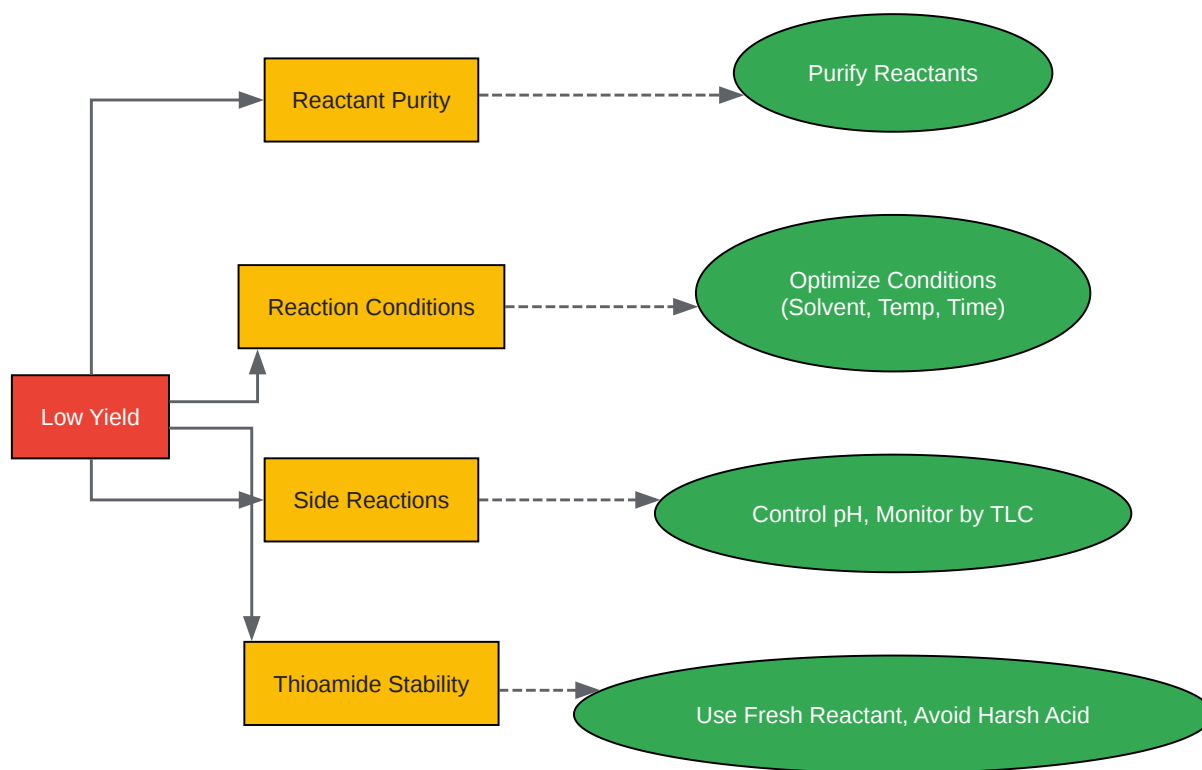 Purify Reactants
Reactant Purity
Optimize Conditions
(Solvent, Temp, Time)
Reaction Conditions
Low Yield
Side Reactions
Control pH, Monitor by TLC
Thioamide Stability
Use Fresh Reactant, Avoid Harsh Acid